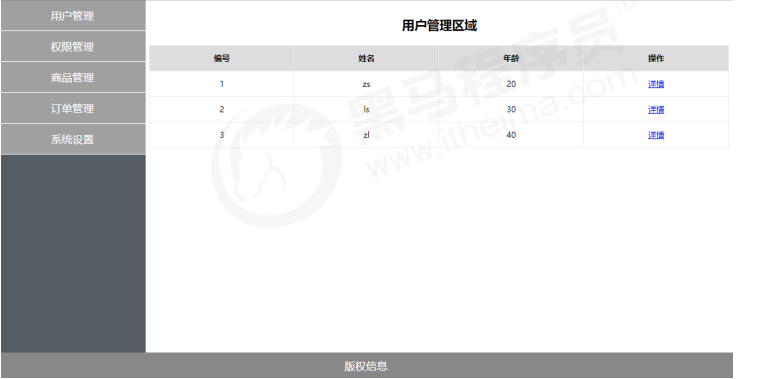 用户管理
权限管理
商品管理
订单管理
系统设置
用户管理区域
编号 姓名 年龄 操作
1 zs 20 详情
2 ls 30 详情
3 zl 40 详情
黑马程序员™
www.itheima.com
版权信息